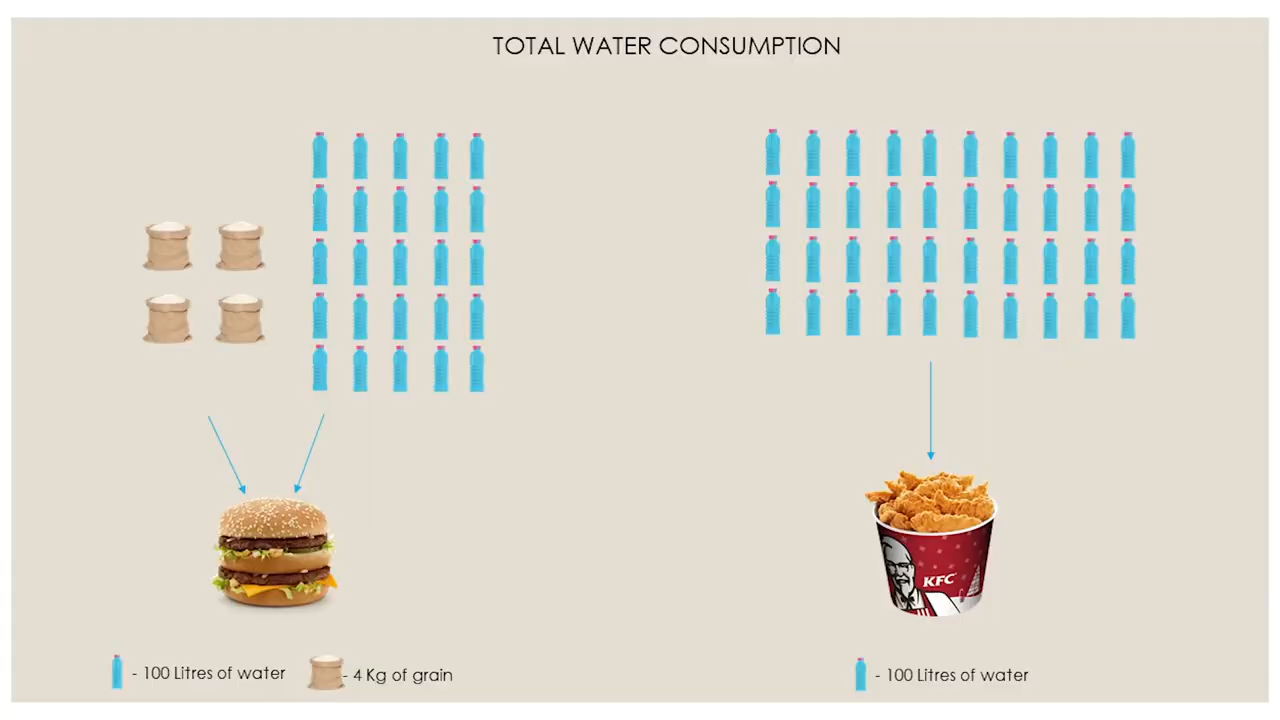 TOTAL WATER CONSUMPTION
KFC
- 100 Litres of water
- 4 Kg of grain
- 100 Litres of water